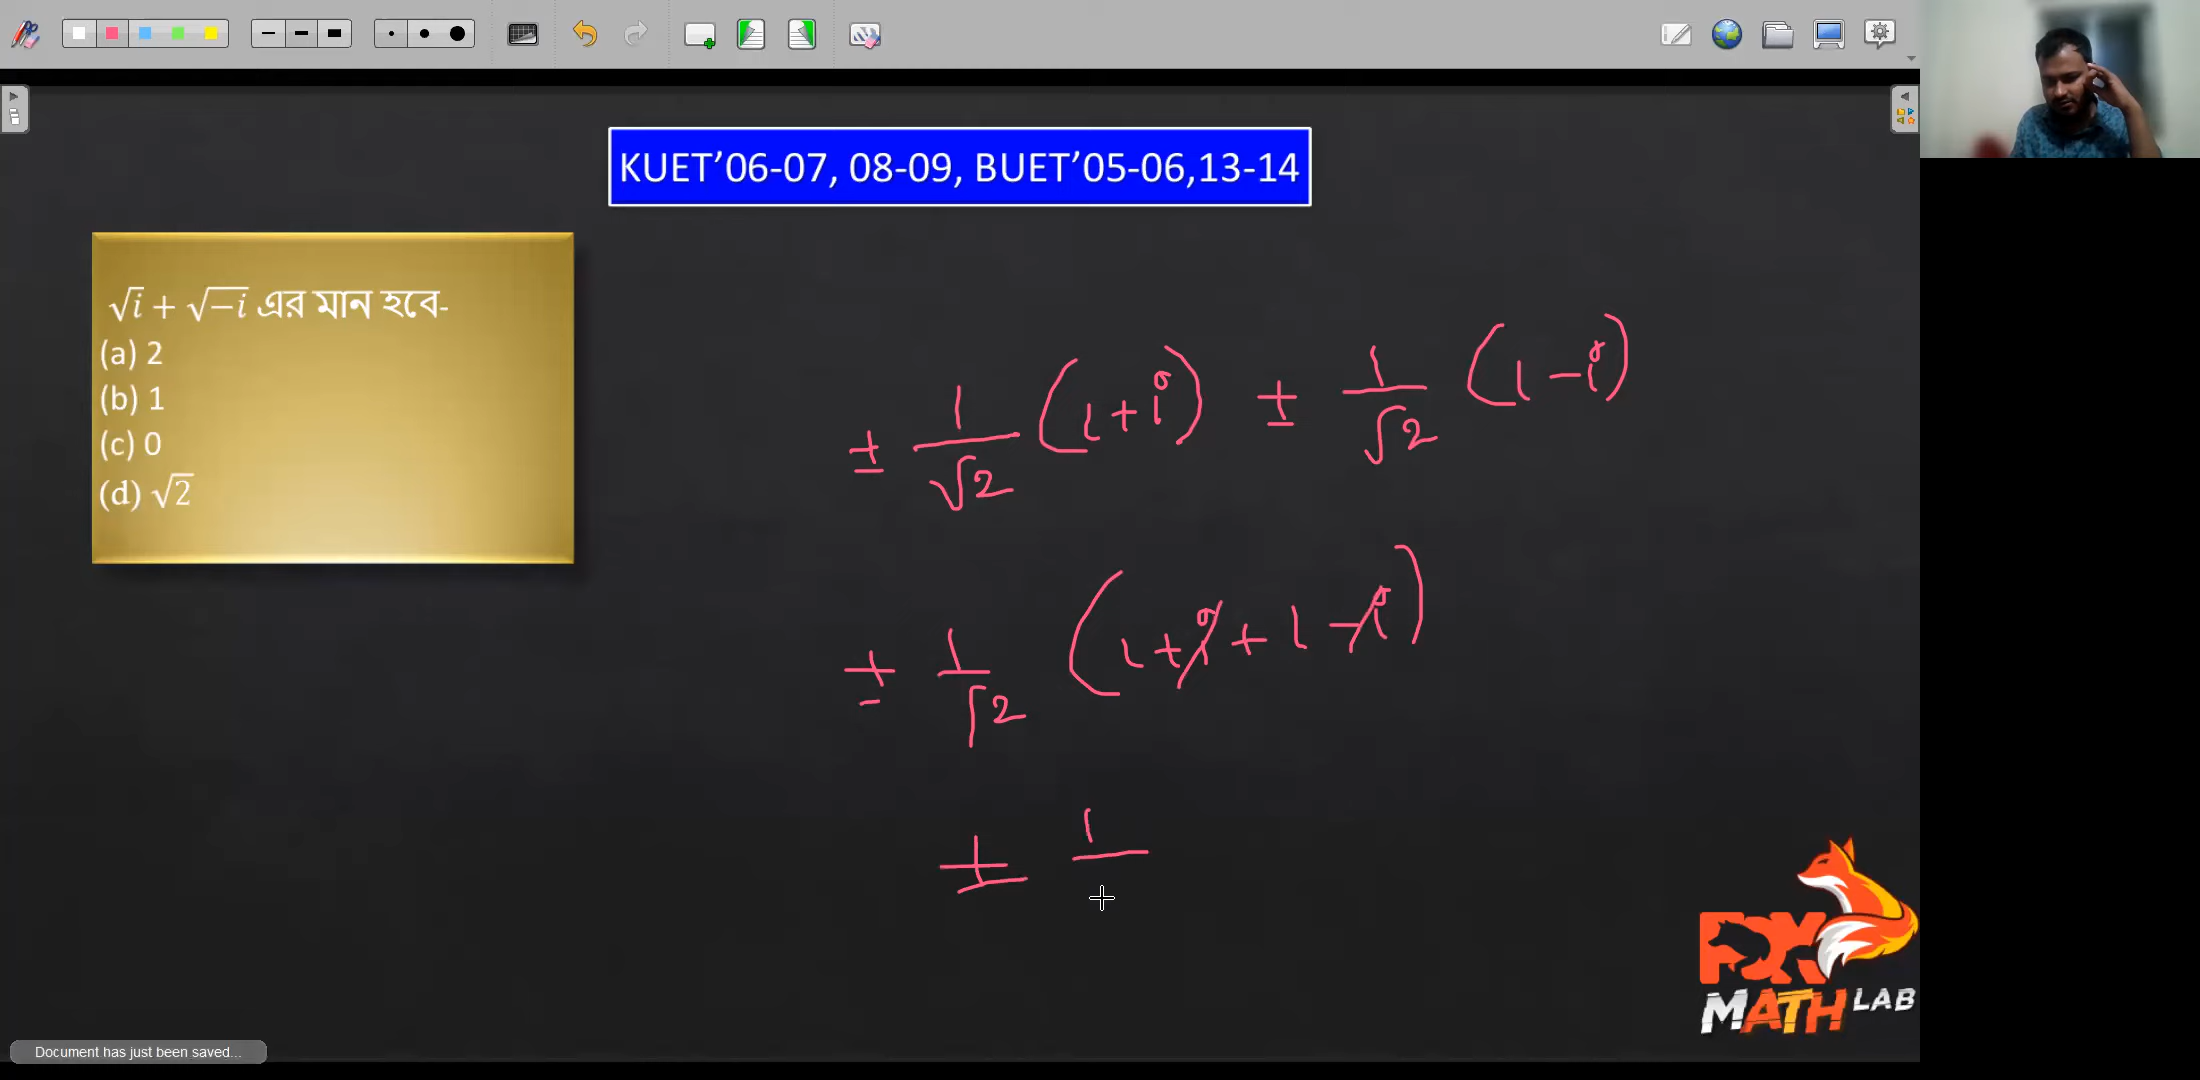 KUET’06-07, 08-09, BUET’05-06,13-14
√i + √−i এর মান হবে-
(a) 2
(b) 1
(c) 0
(d) √2
± 1/√2 (1+i) ± 1/√2 (1−i)
± 1/√2 (1+i+1−i)
± 1
FOX
MATH LAB
Document has just been saved...